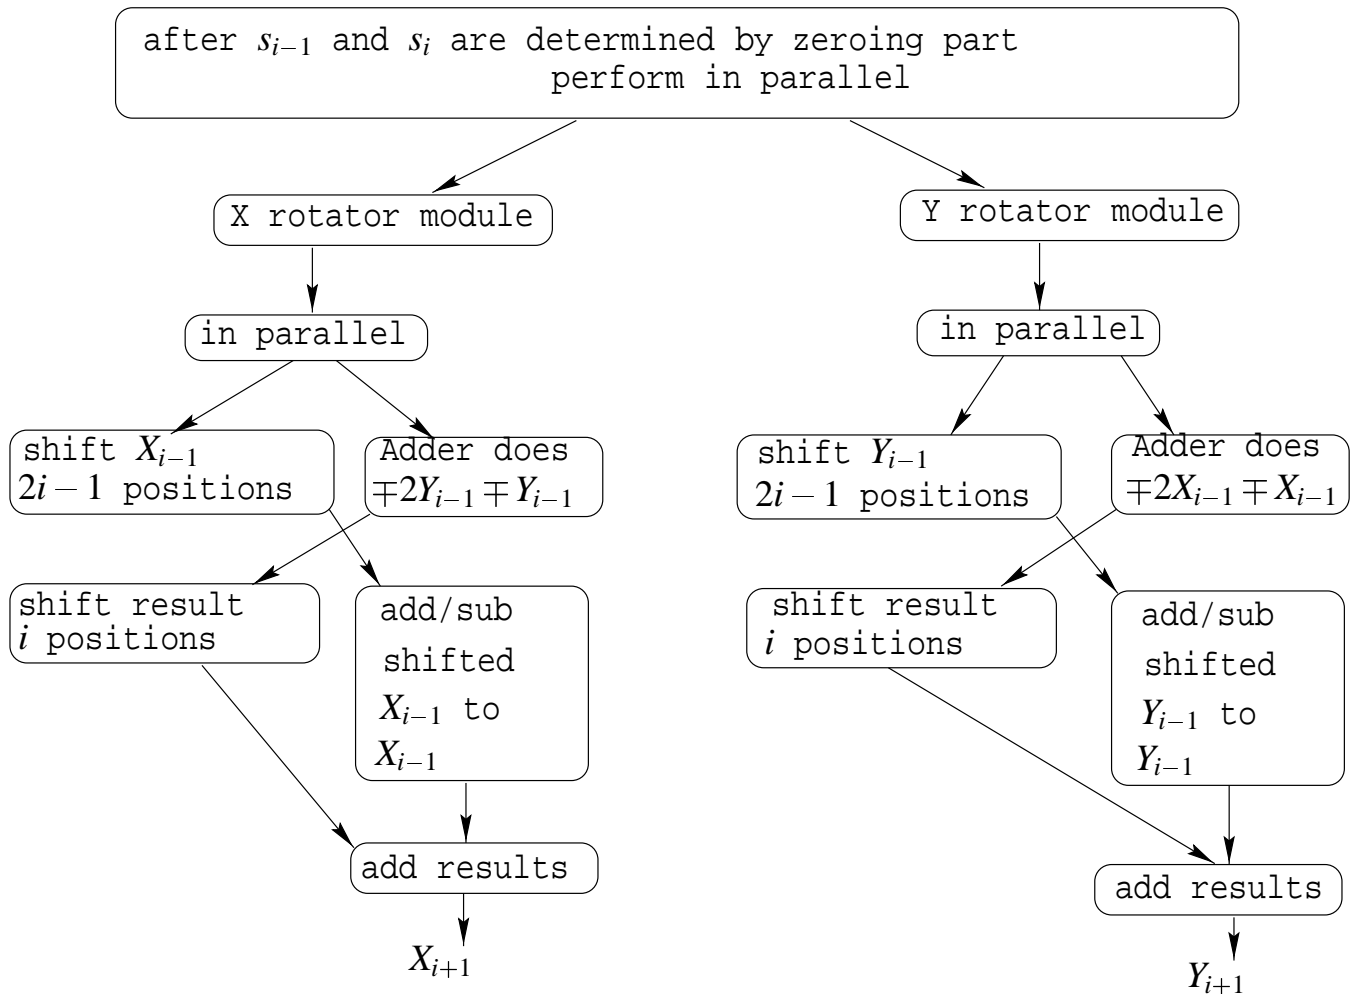 after s_{i−1} and s_i are determined by zeroing part
perform in parallel
X rotator module
Y rotator module
in parallel
in parallel
shift X_{i−1}
2i − 1 positions
Adder does
∓2Y_{i−1} ∓ Y_{i−1}
shift Y_{i−1}
2i − 1 positions
Adder does
∓2X_{i−1} ∓ X_{i−1}
shift result
i positions
add/sub
shifted
X_{i−1} to
X_{i−1}
shift result
i positions
add/sub
shifted
Y_{i−1} to
Y_{i−1}
add results
add results
X_{i+1}
Y_{i+1}